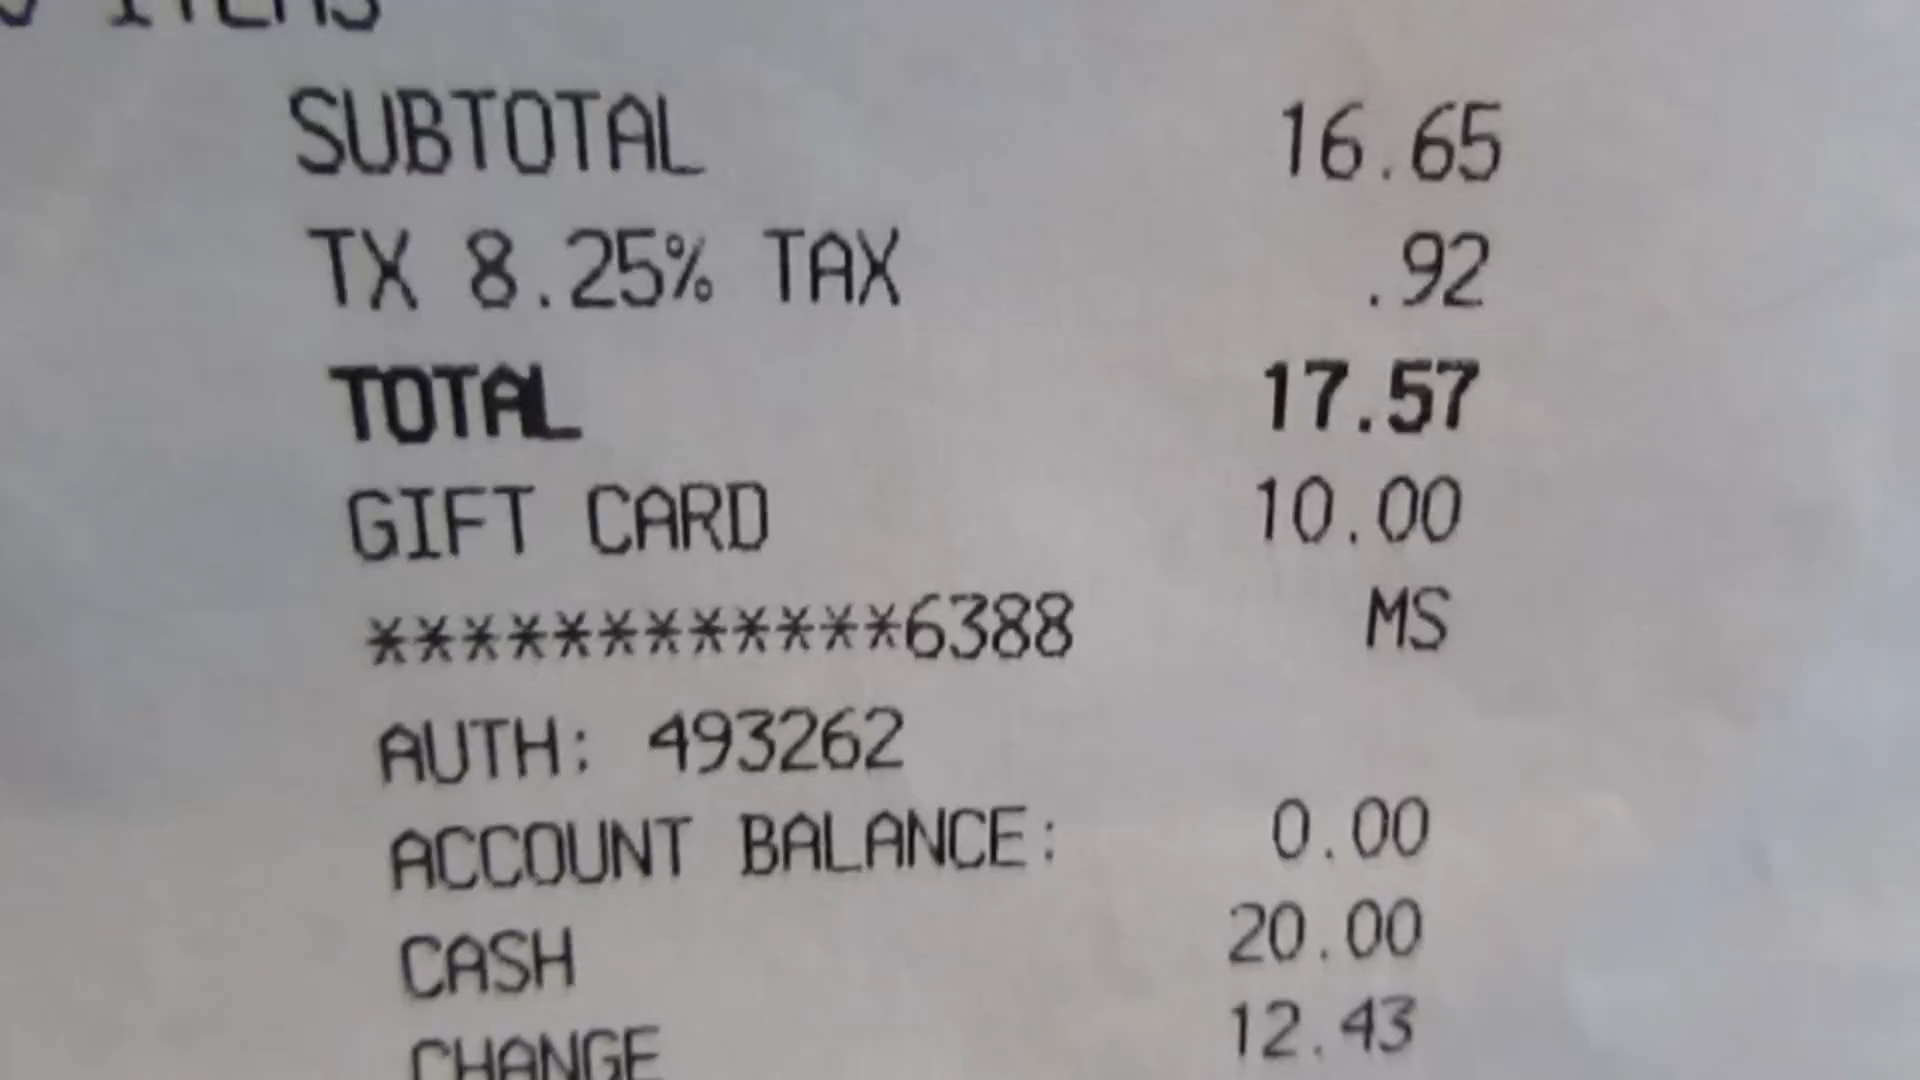 ITEMS
SUBTOTAL 16.65
TX 8.25% TAX .92
TOTAL 17.57
GIFT CARD 10.00
************6388 MS
AUTH: 493262
ACCOUNT BALANCE: 0.00
CASH 20.00
CHANGE 12.43